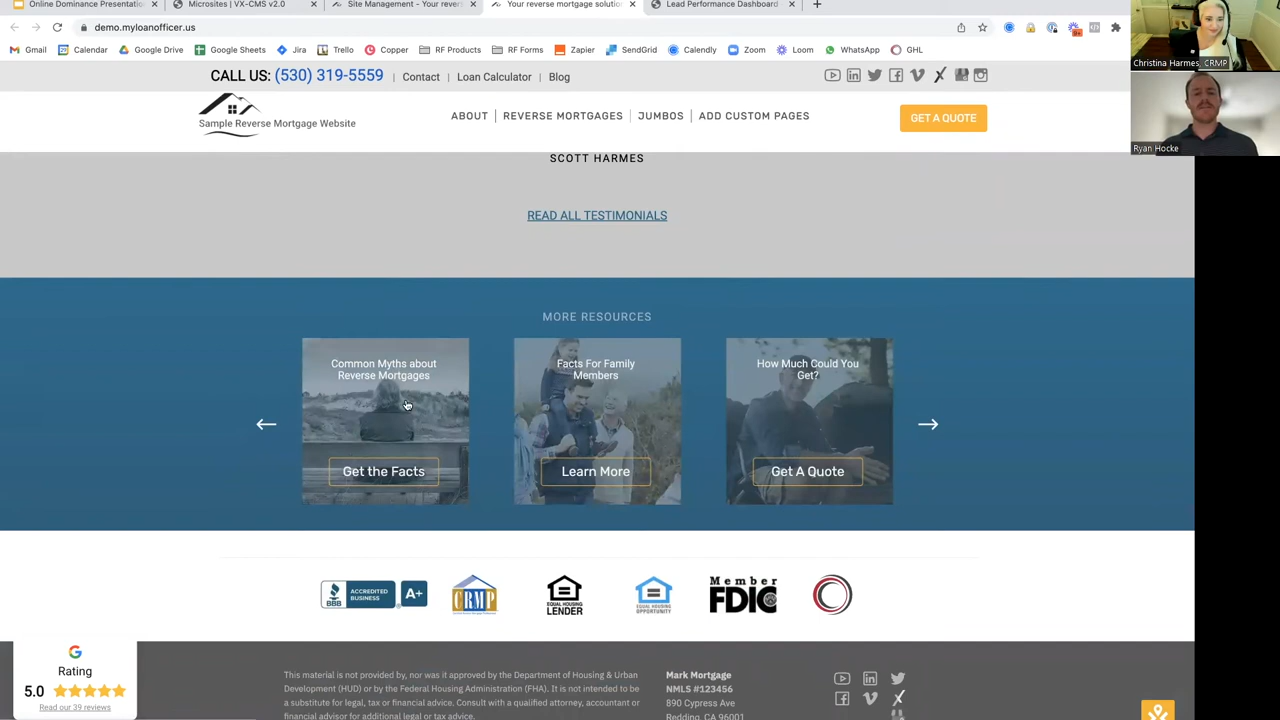 Online Dominance Presentatio
Microsites | VX-CMS v2.0
Site Management - Your revers
Your reverse mortgage solutio
Lead Performance Dashboard
demo.myloanofficer.us
Gmail
Calendar
Google Drive
Google Sheets
Jira
Trello
Copper
RF Products
RF Forms
Zapier
SendGrid
Calendly
Zoom
Loom
WhatsApp
GHL
Christina Harmes, CRMP
Ryan Hocke
CALL US: (530) 319-5559 | Contact | Loan Calculator | Blog
Sample Reverse Mortgage Website
ABOUT | REVERSE MORTGAGES | JUMBOS | ADD CUSTOM PAGES
GET A QUOTE
SCOTT HARMES
READ ALL TESTIMONIALS
MORE RESOURCES
Common Myths about
Reverse Mortgages
Get the Facts
Facts For Family
Members
Learn More
How Much Could You
Get?
Get A Quote
BBB
ACCREDITED
BUSINESS
A+
CRMP
EQUAL HOUSING
LENDER
EQUAL HOUSING
OPPORTUNITY
Member
FDIC
Rating
5.0
Read our 39 reviews
This material is not provided by, nor was it approved by the Department of Housing & Urban
Development (HUD) or by the Federal Housing Administration (FHA). It is not intended to be
a substitute for legal, tax or financial advice. Consult with a qualified attorney, accountant or
financial advisor for additional legal or tax advice.
Mark Mortgage
NMLS #123456
890 Cypress Ave
Redding, CA 96001